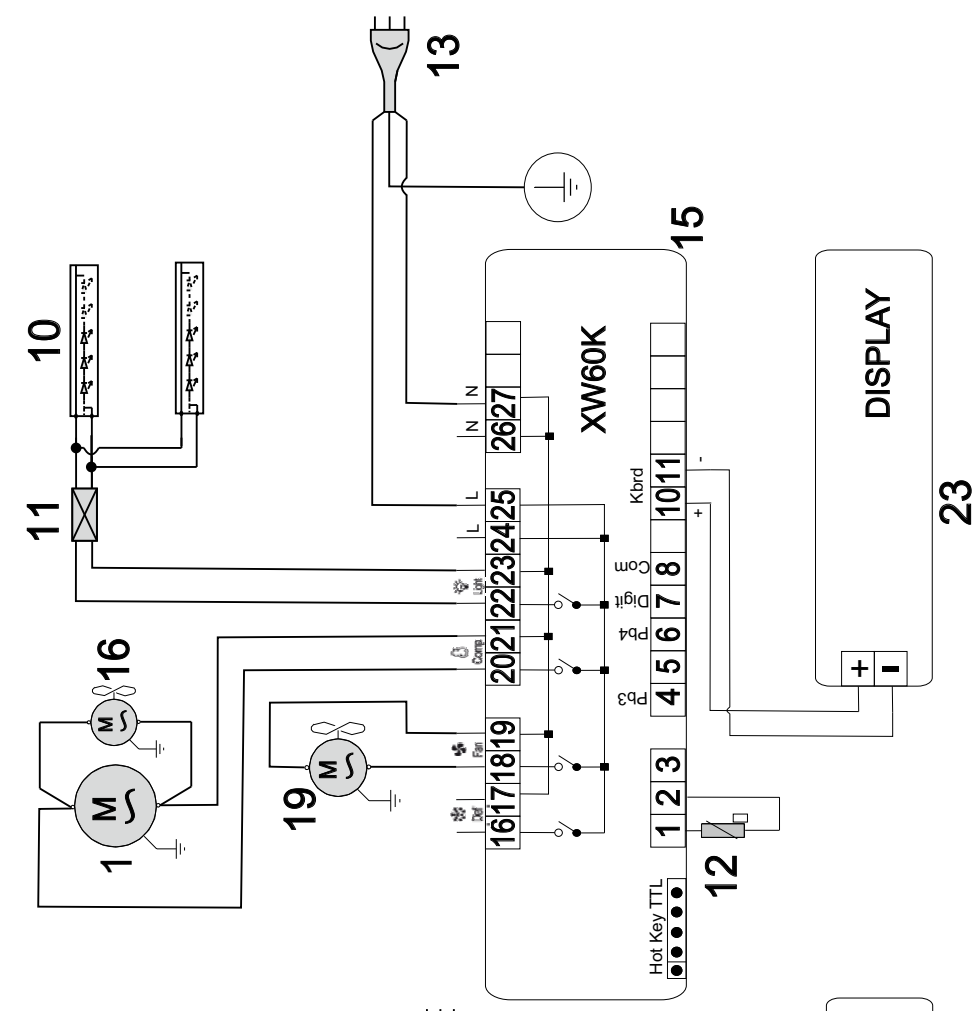 13
10
11
16
1
19
15
XW60K
N
N
L
L
Light
Comp
Fan
Def
27
26
25
24
23
22
21
20
19
18
17
16
Kbrd
-
+
11
10
Com
8
Digit
7
Pb4
6
5
Pb3
4
3
2
1
12
Hot Key TTL
DISPLAY
+
-
23
M
M
M